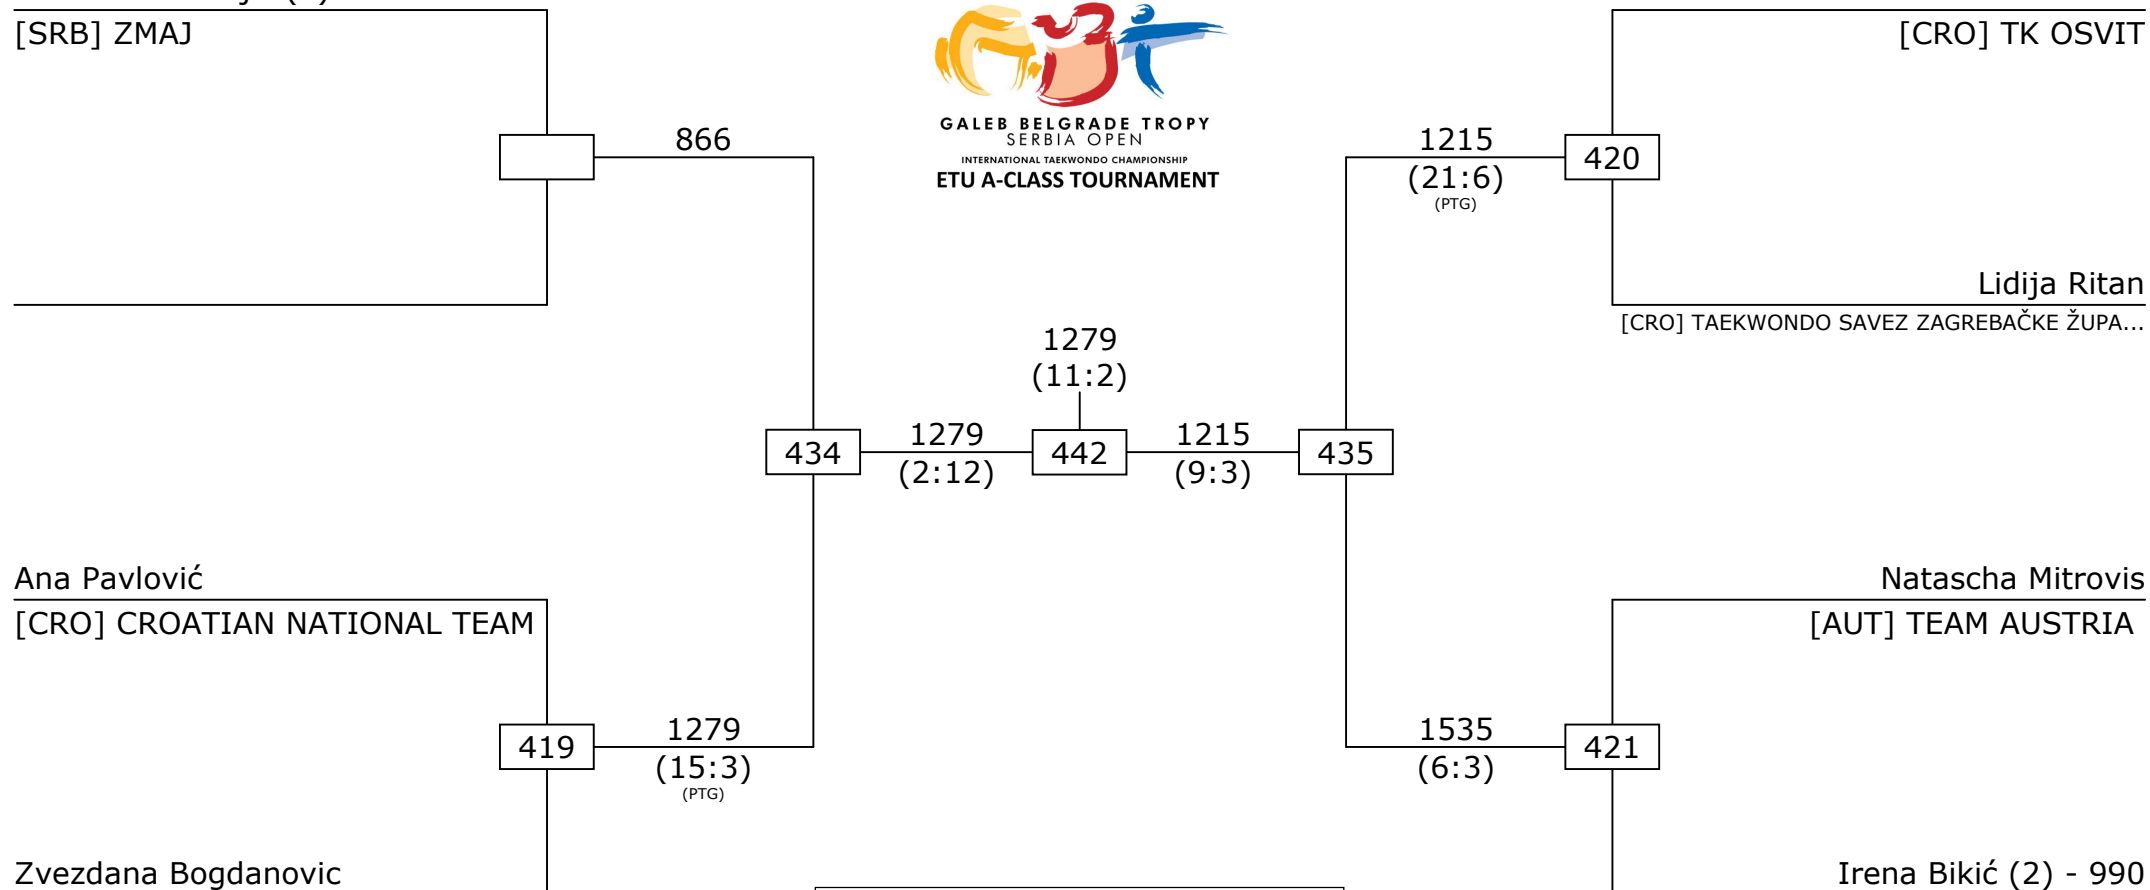 [SRB] ZMAJ
[CRO] TK OSVIT
GALEB BELGRADE TROPY
SERBIA OPEN
INTERNATIONAL TAEKWONDO CHAMPIONSHIP
ETU A-CLASS TOURNAMENT
866
1215
(21:6)
(PTG)
420
Lidija Ritan
[CRO] TAEKWONDO SAVEZ ZAGREBAČKE ŽUPA...
1279
(11:2)
434
1279
(2:12)
442
1215
(9:3)
435
Ana Pavlović
[CRO] CROATIAN NATIONAL TEAM
Natascha Mitrovis
[AUT] TEAM AUSTRIA
419
1279
(15:3)
(PTG)
1535
(6:3)
421
Zvezdana Bogdanovic
Irena Bikić (2) - 990